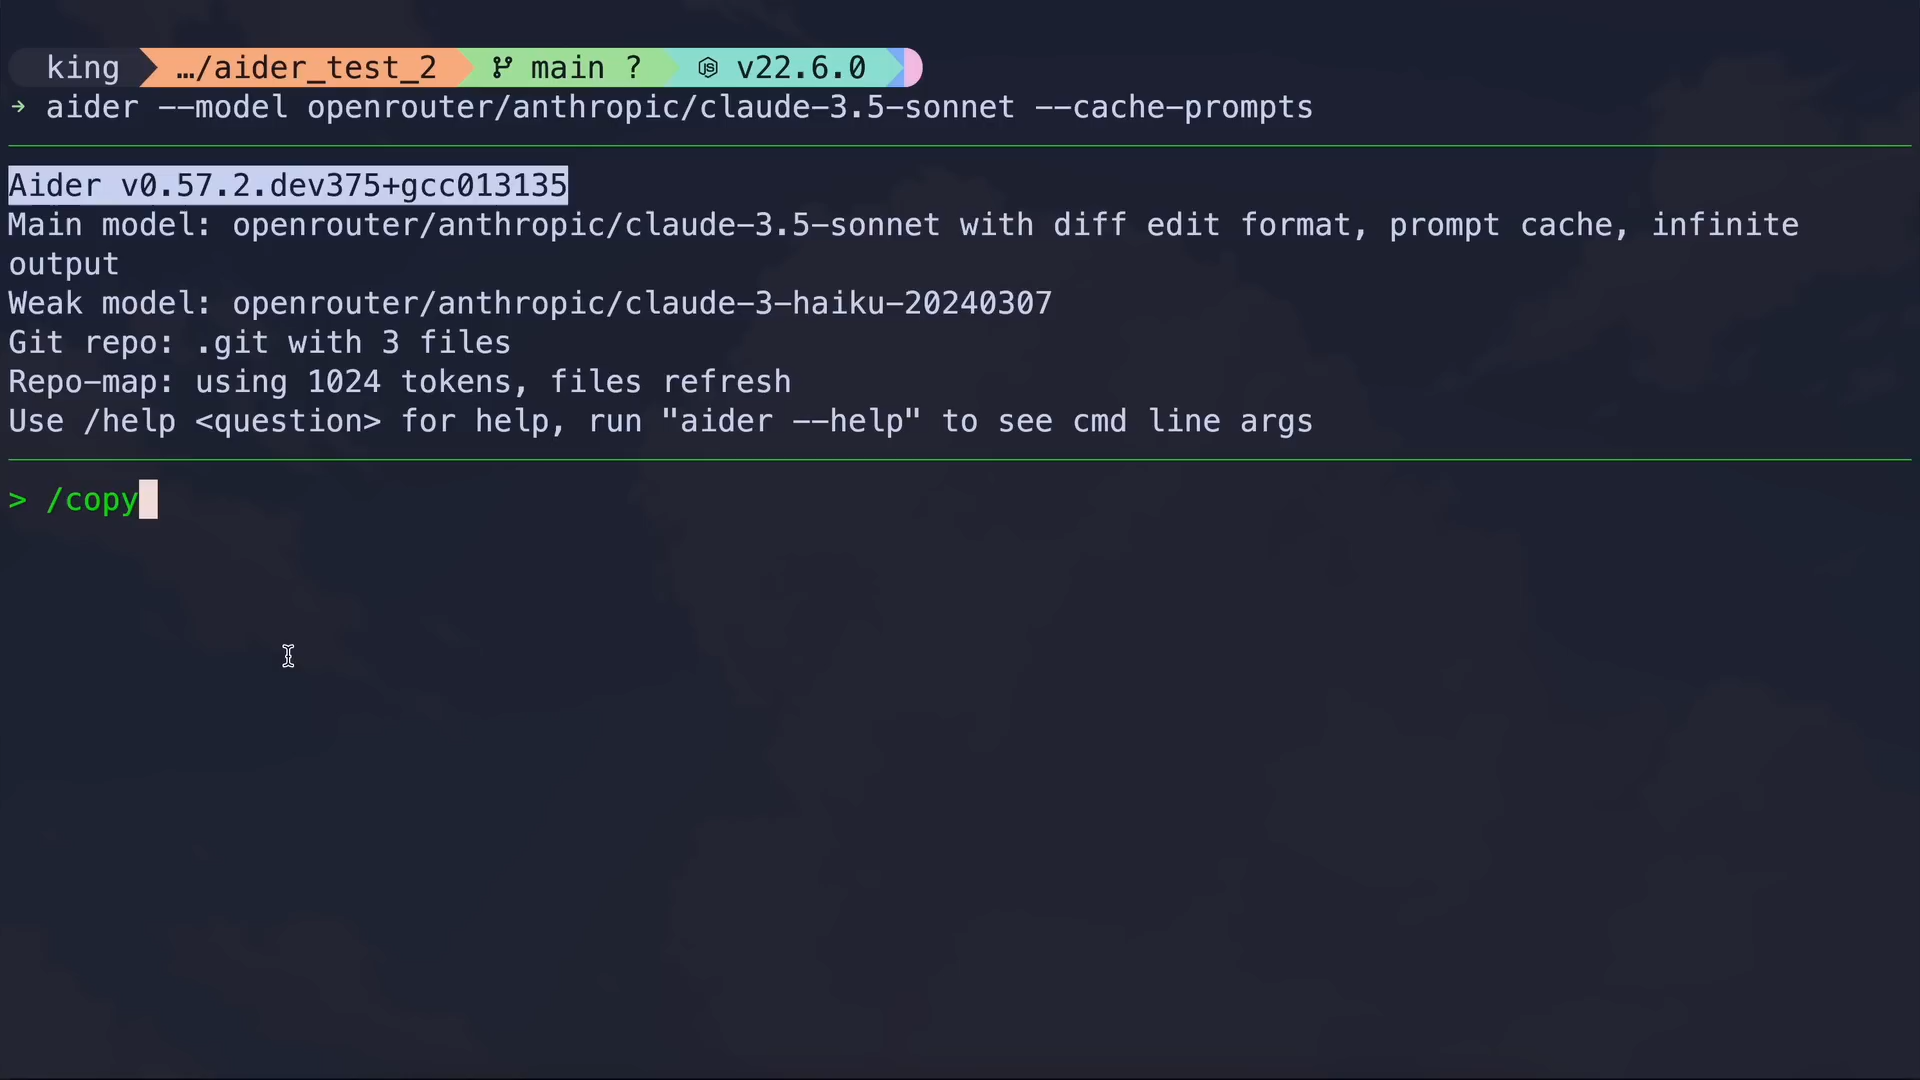 king …/aider_test_2 main ? v22.6.0
→ aider --model openrouter/anthropic/claude-3.5-sonnet --cache-prompts
Aider v0.57.2.dev375+gcc013135
Main model: openrouter/anthropic/claude-3.5-sonnet with diff edit format, prompt cache, infinite
output
Weak model: openrouter/anthropic/claude-3-haiku-20240307
Git repo: .git with 3 files
Repo-map: using 1024 tokens, files refresh
Use /help <question> for help, run "aider --help" to see cmd line args
> /copy